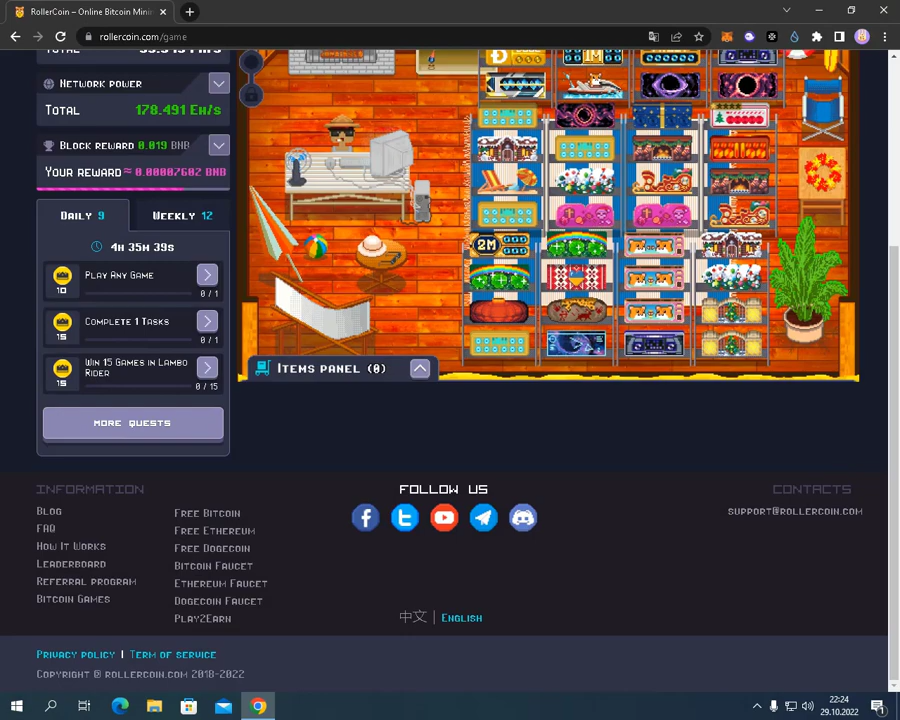 RollerCoin – Online Bitcoin Mini
rollercoin.com/game
Network power
Total 178.491 Eh/s
Block reward 0.019 BNB
Your reward ≈ 0.00007602 BNB
Daily 9 Weekly 12
4h 35m 39s
Play Any Game
10
0 / 1
Complete 1 Tasks
15
0 / 1
Win 15 Games in Lambo Rider
15
0 / 15
More quests
1M
2M
Items panel (0)
Information
Blog
FAQ
How It Works
Leaderboard
Referral program
Bitcoin Games
Free Bitcoin
Free Ethereum
Free Dogecoin
Bitcoin Faucet
Ethereum Faucet
Dogecoin Faucet
Play2Earn
Follow us
中文 | English
Contacts
support@rollercoin.com
Privacy policy | Term of service
Copyright © rollercoin.com 2018-2022
22:24
29.10.2022
1